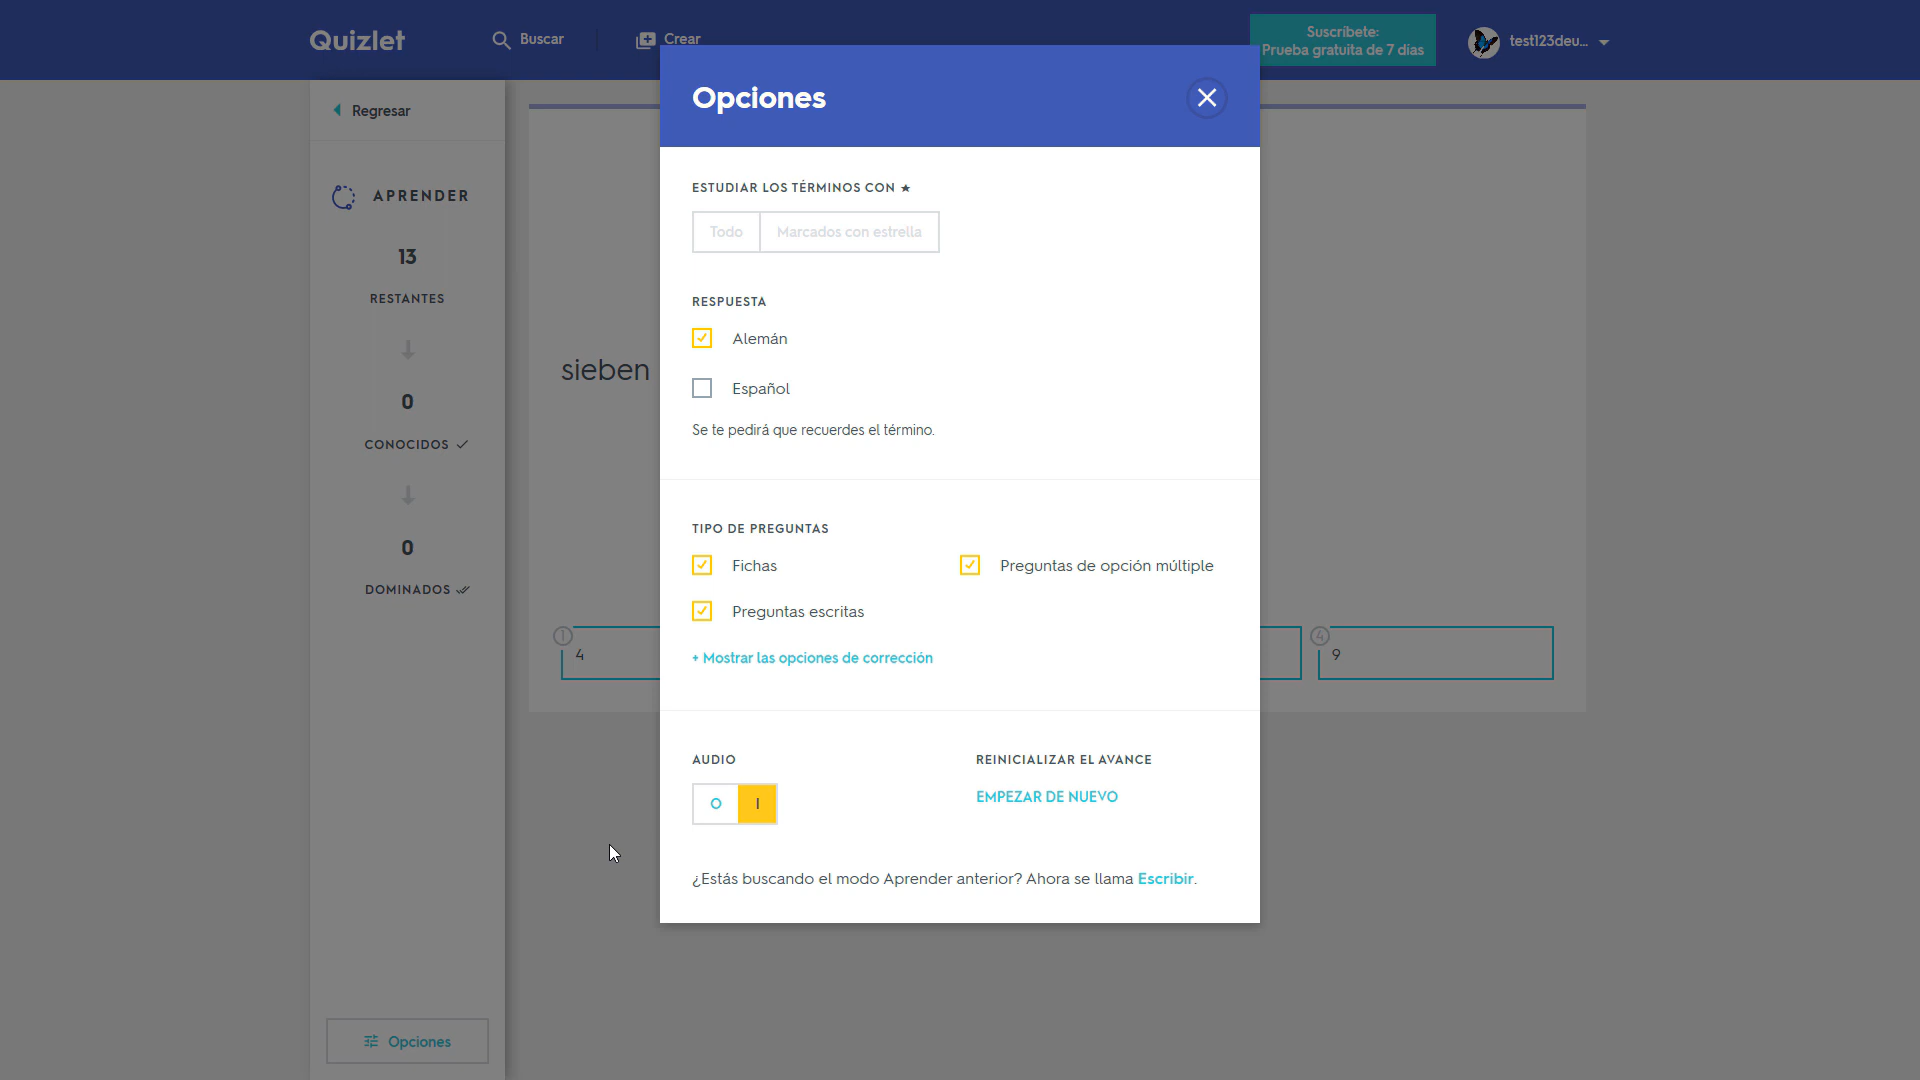 Quizlet
Buscar
Crear
Suscríbete:
Prueba gratuita de 7 días
test123deu...
Regresar
APRENDER
13
RESTANTES
0
CONOCIDOS
0
DOMINADOS
Opciones
sieben
1
4
4
9
Opciones
ESTUDIAR LOS TÉRMINOS CON ★
Todo
Marcados con estrella
RESPUESTA
Alemán
Español
Se te pedirá que recuerdes el término.
TIPO DE PREGUNTAS
Fichas
Preguntas de opción múltiple
Preguntas escritas
+ Mostrar las opciones de corrección
AUDIO
O
I
REINICIALIZAR EL AVANCE
EMPEZAR DE NUEVO
¿Estás buscando el modo Aprender anterior? Ahora se llama Escribir.